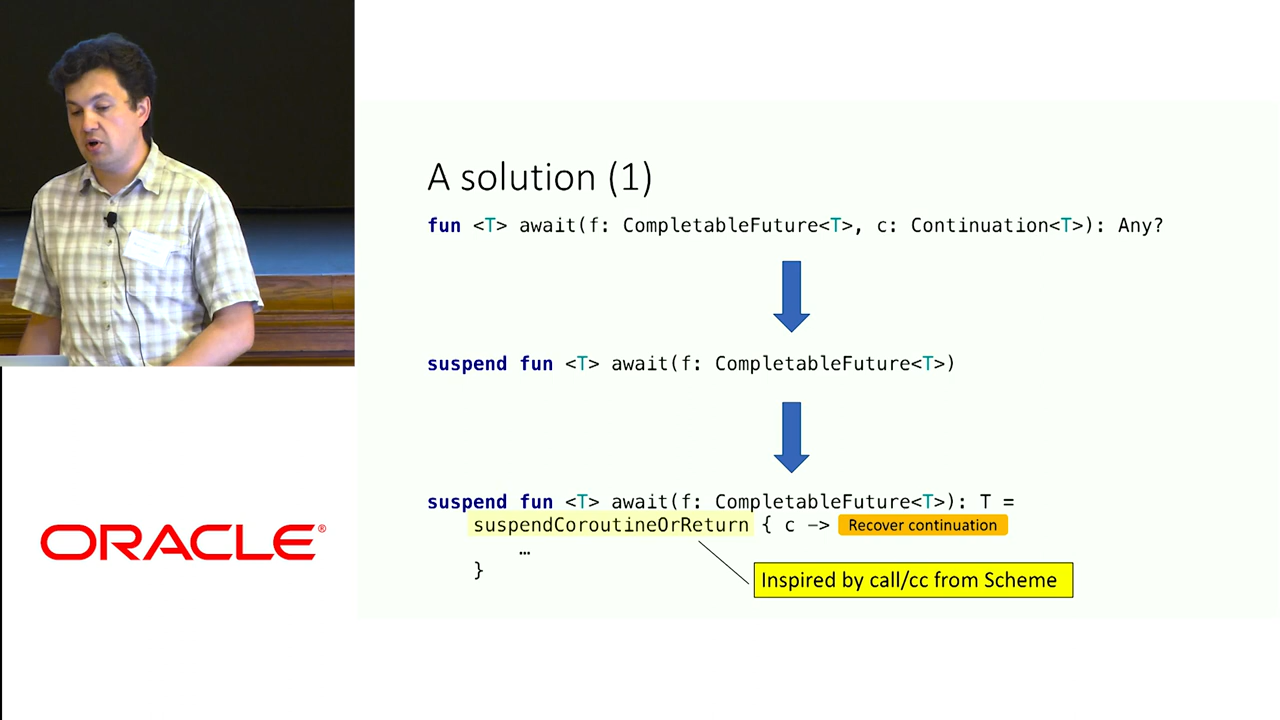 A solution (1)
fun <T> await(f: CompletableFuture<T>, c: Continuation<T>): Any?
suspend fun <T> await(f: CompletableFuture<T>)
suspend fun <T> await(f: CompletableFuture<T>): T =
suspendCoroutineOrReturn { c -> Recover continuation
…
}
Inspired by call/cc from Scheme
ORACLE®